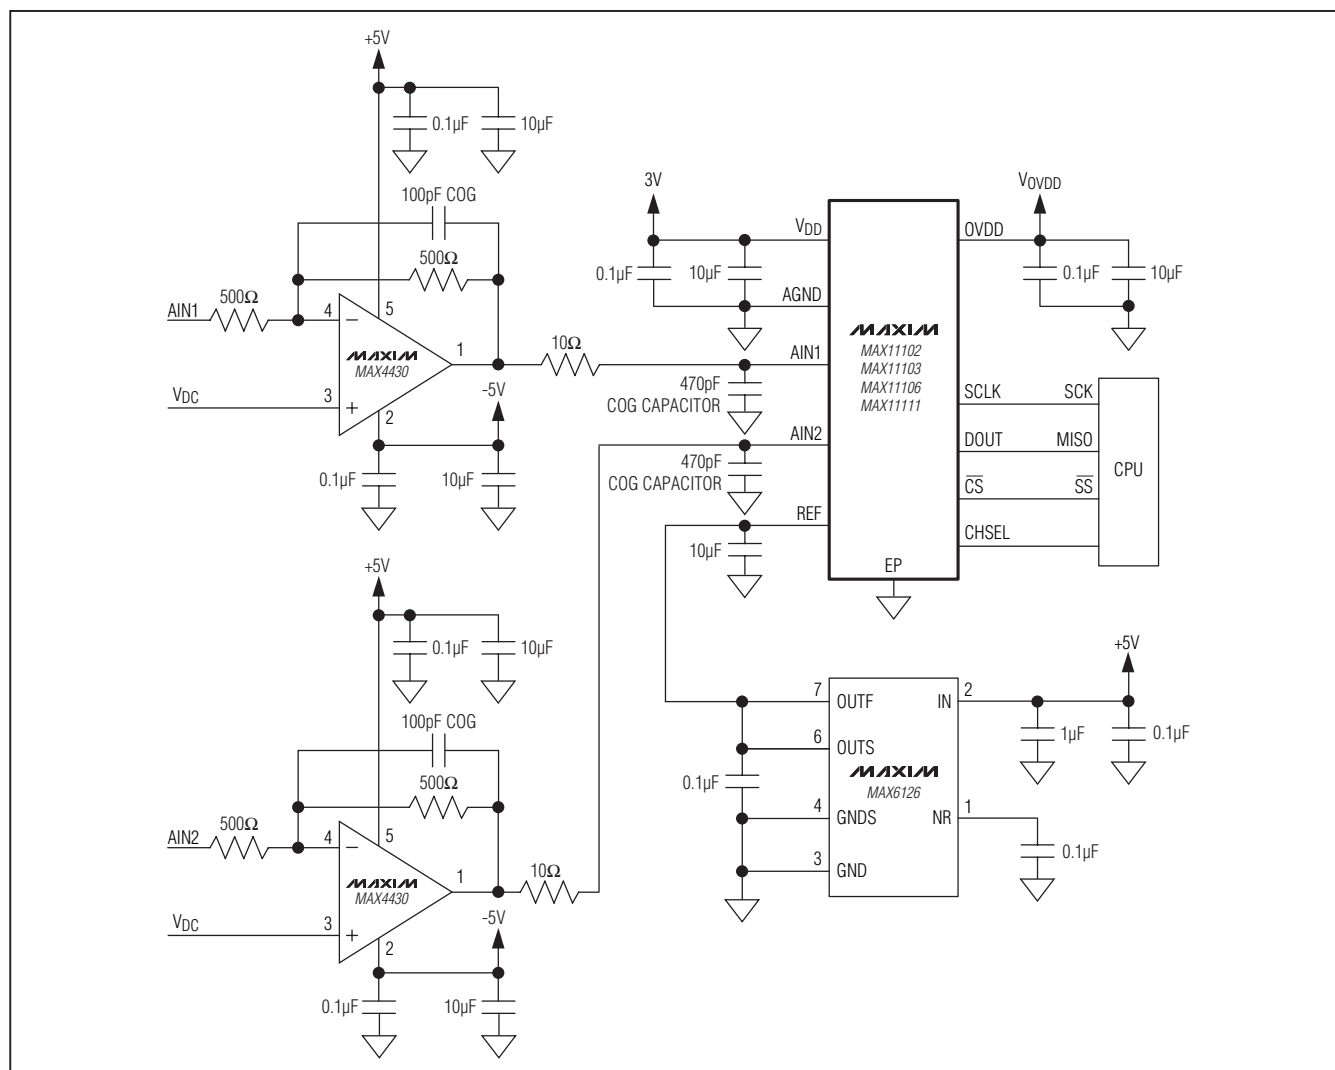 +5V
0.1µF
10µF
100pF COG
500Ω
AIN1
500Ω
4
−
5
MAXIM
MAX4430
1
10Ω
VDC
3
+
2
-5V
0.1µF
10µF
3V
VDD
0.1µF
10µF
AGND
AIN1
470pF
COG CAPACITOR
AIN2
470pF
COG CAPACITOR
REF
10µF
MAXIM
MAX11102
MAX11103
MAX11106
MAX11111
EP
VOVDD
OVDD
0.1µF
10µF
SCLK
SCK
DOUT
MISO
C̅S̅
S̅S̅
CHSEL
CPU
+5V
0.1µF
10µF
100pF COG
500Ω
AIN2
500Ω
4
−
5
MAXIM
MAX4430
1
10Ω
VDC
3
+
2
-5V
0.1µF
10µF
7
OUTF
6
OUTS
0.1µF
MAXIM
MAX6126
4
GNDS
3
GND
IN
2
+5V
1µF
0.1µF
NR
1
0.1µF